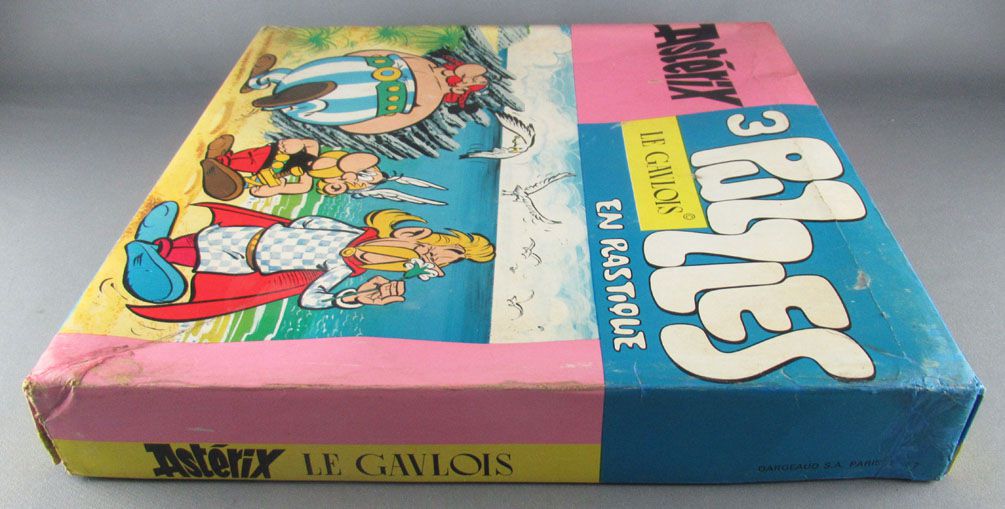 Astérix
LE GAULOIS ©
3 PUZZLES
EN PLASTIQUE
Astérix LE GAULOIS
DARGAUD S.A. PARIS